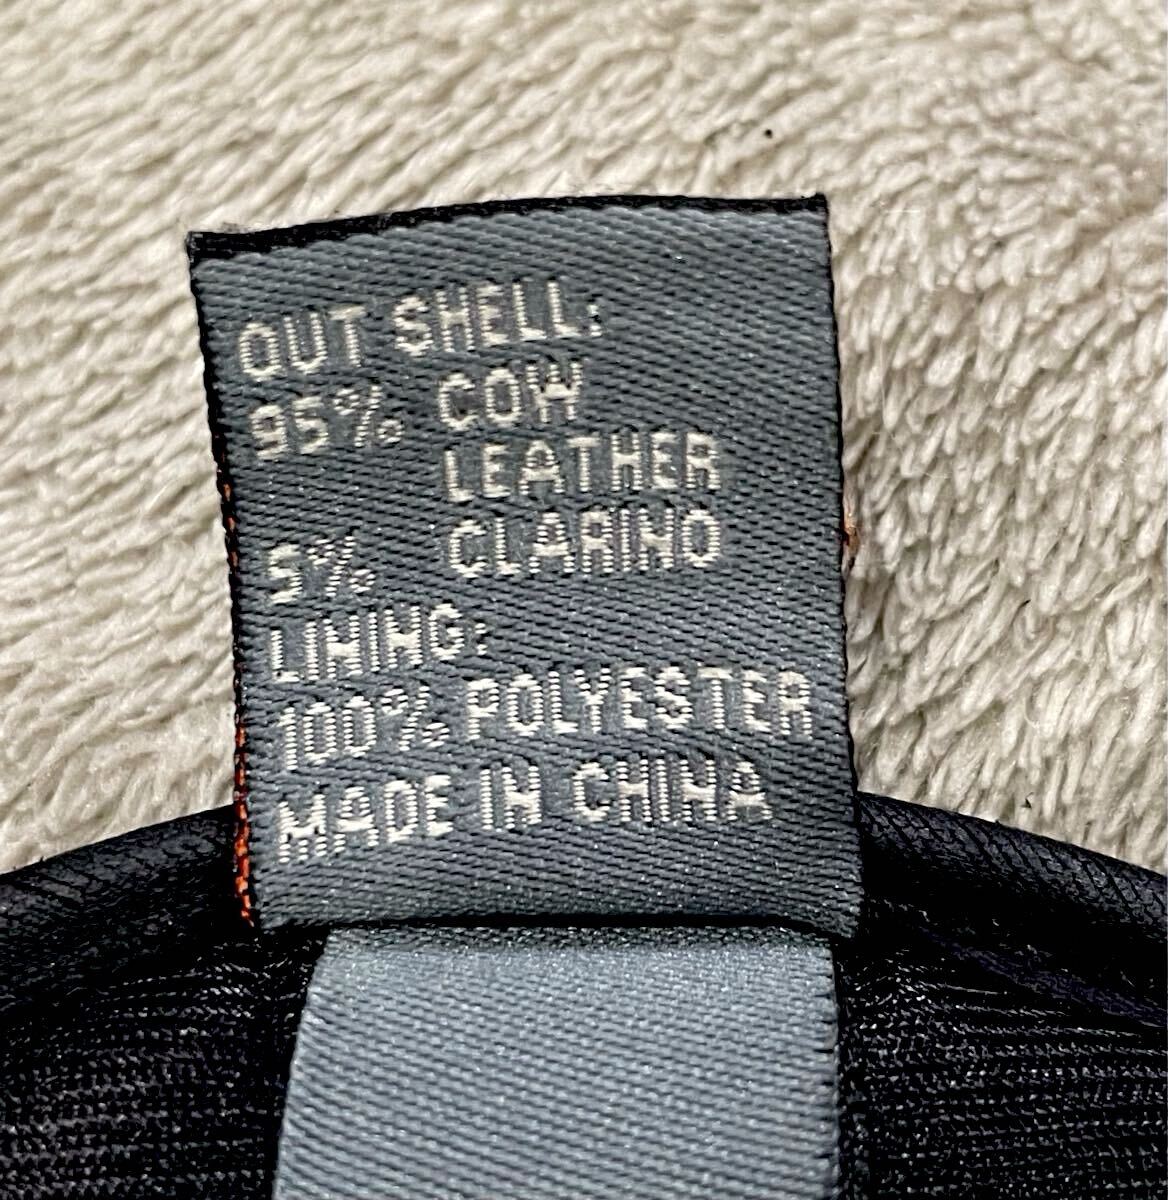 OUT SHELL:
95% COW
LEATHER
5% CLARINO
LINING:
100% POLYESTER
MADE IN CHINA